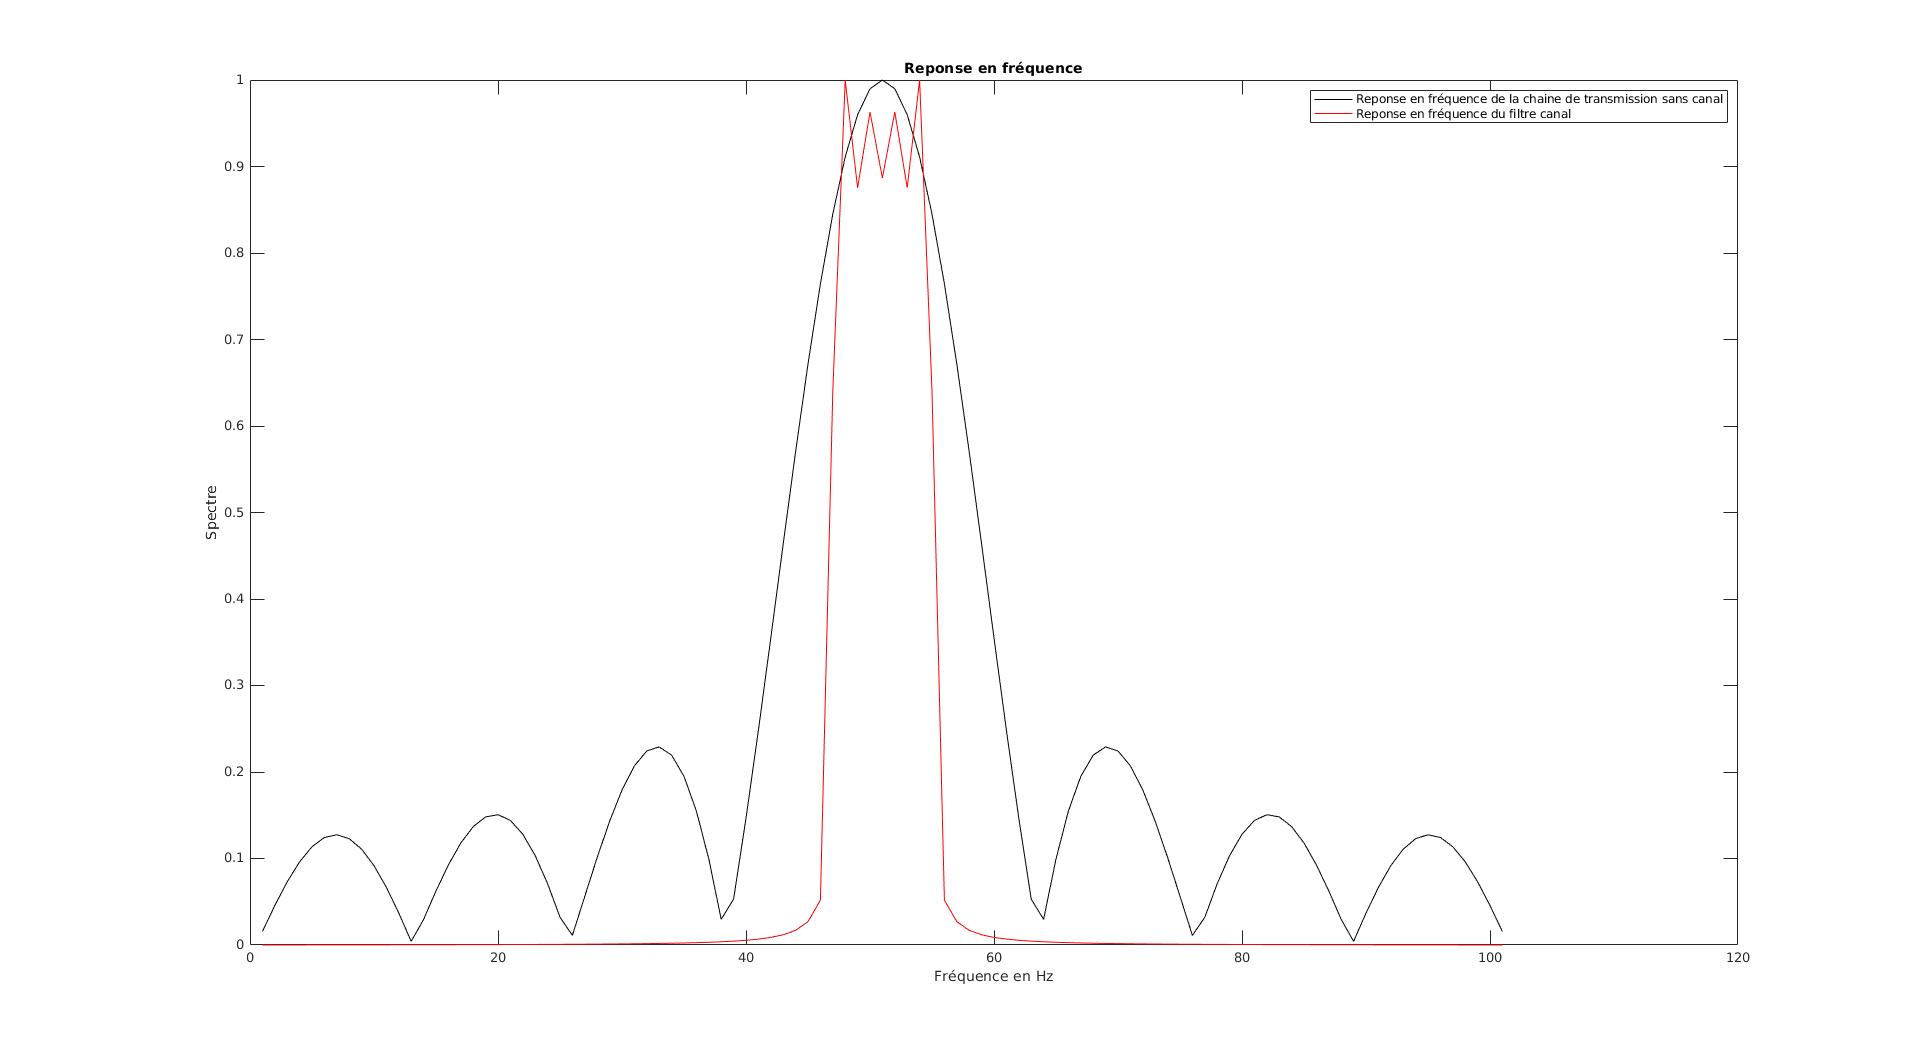 Reponse en fréquence
Reponse en fréquence de la chaine de transmission sans canal
Reponse en fréquence du filtre canal
1
0.9
0.8
0.7
0.6
0.5
0.4
0.3
0.2
0.1
0
Spectre
0 20 40 60 80 100 120
Fréquence en Hz